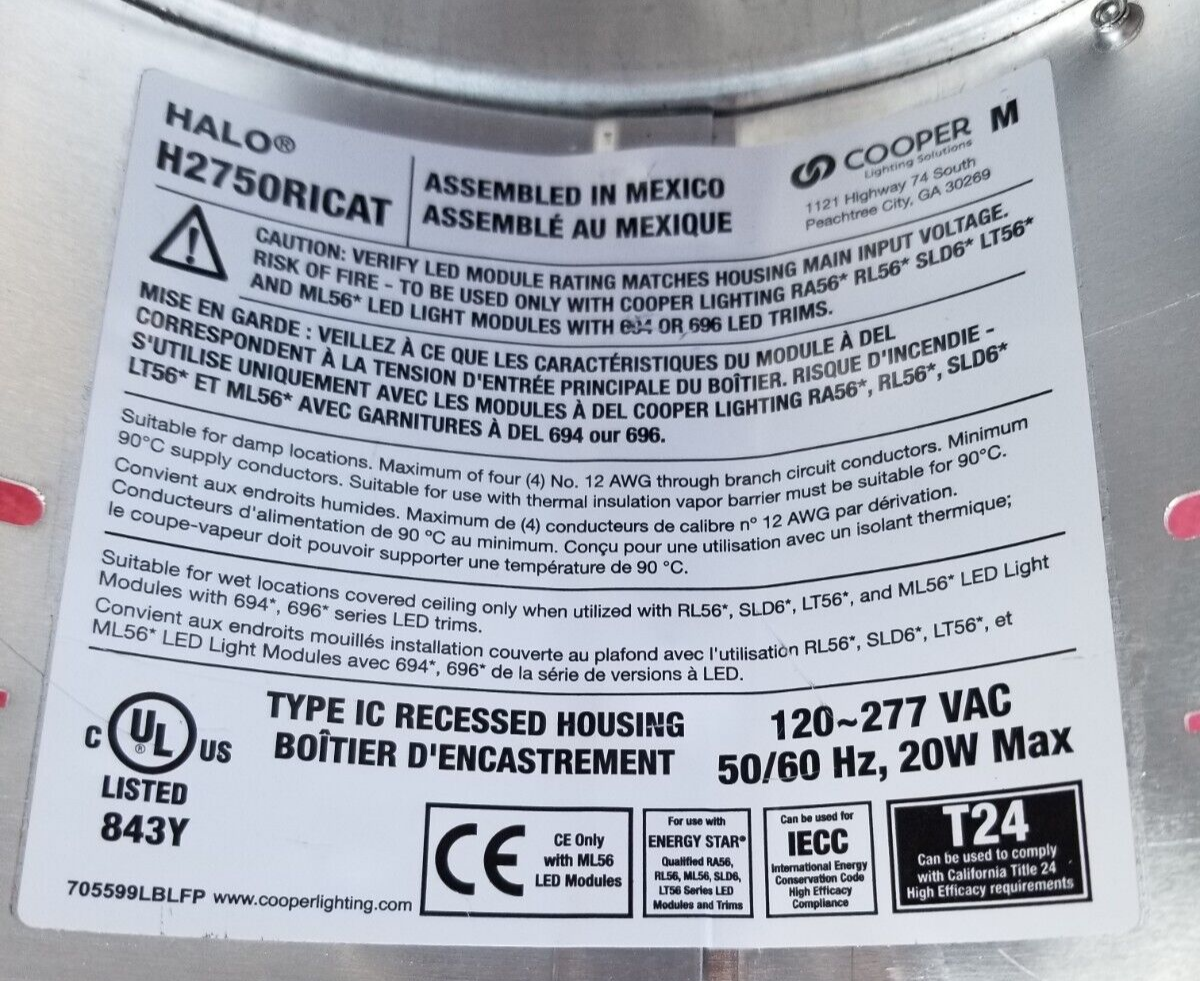 HALO®
H2750RICAT
ASSEMBLED IN MEXICO
ASSEMBLÉ AU MEXIQUE
COOPER M
Lighting Solutions
1121 Highway 74 South
Peachtree City, GA 30269
CAUTION: VERIFY LED MODULE RATING MATCHES HOUSING MAIN INPUT VOLTAGE.
RISK OF FIRE - TO BE USED ONLY WITH COOPER LIGHTING RA56* RL56* SLD6* LT56*
AND ML56* LED LIGHT MODULES WITH 694 OR 696 LED TRIMS.
MISE EN GARDE : VEILLEZ À CE QUE LES CARACTÉRISTIQUES DU MODULE À DEL
CORRESPONDENT À LA TENSION D'ENTRÉE PRINCIPALE DU BOÎTIER. RISQUE D'INCENDIE -
S'UTILISE UNIQUEMENT AVEC LES MODULES À DEL COOPER LIGHTING RA56*, RL56*, SLD6*
LT56* ET ML56* AVEC GARNITURES À DEL 694 our 696.
Suitable for damp locations. Maximum of four (4) No. 12 AWG through branch circuit conductors. Minimum
90°C supply conductors. Suitable for use with thermal insulation vapor barrier must be suitable for 90°C.
Convient aux endroits humides. Maximum de (4) conducteurs de calibre n° 12 AWG par dérivation.
Conducteurs d'alimentation de 90 °C au minimum. Conçu pour une utilisation avec un isolant thermique;
le coupe-vapeur doit pouvoir supporter une température de 90 °C.
Suitable for wet locations covered ceiling only when utilized with RL56*, SLD6*, LT56*, and ML56* LED Light
Modules with 694*, 696* series LED trims.
Convient aux endroits mouillés installation couverte au plafond avec l'utilisation RL56*, SLD6*, LT56*, et
ML56* LED Light Modules avec 694*, 696* de la série de versions à LED.
C UL® US
LISTED
843Y
TYPE IC RECESSED HOUSING
BOÎTIER D'ENCASTREMENT
120~277 VAC
50/60 Hz, 20W Max
705599LBLFP www.cooperlighting.com
CE
CE Only
with ML56
LED Modules
For use with
ENERGY STAR®
Qualified RA56,
RL56, ML56, SLD6,
LT56 Series LED
Modules and Trims
Can be used for
IECC
International Energy
Conservation Code
High Efficacy
Compliance
T24
Can be used to comply
with California Title 24
High Efficacy requirements